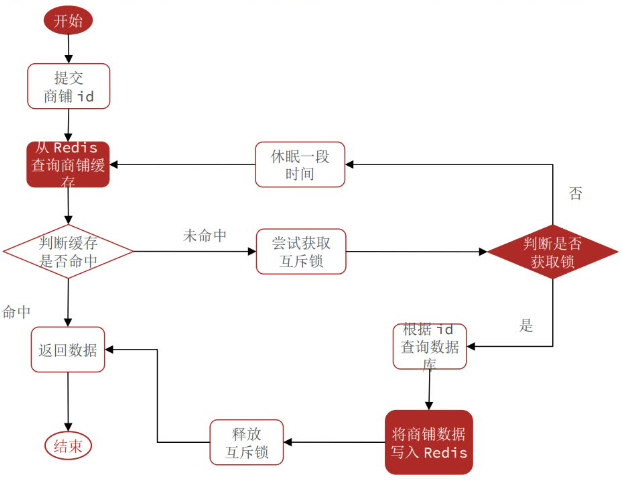 开始
提交
商铺 id
从 Redis
查询商铺缓
存
休眠一段
时间
否
判断缓存
是否命中
未命中
尝试获取
互斥锁
判断是否
获取锁
命中
是
返回数据
根据 id
查询数据
库
将商铺数据
写入 Redis
释放
互斥锁
结束